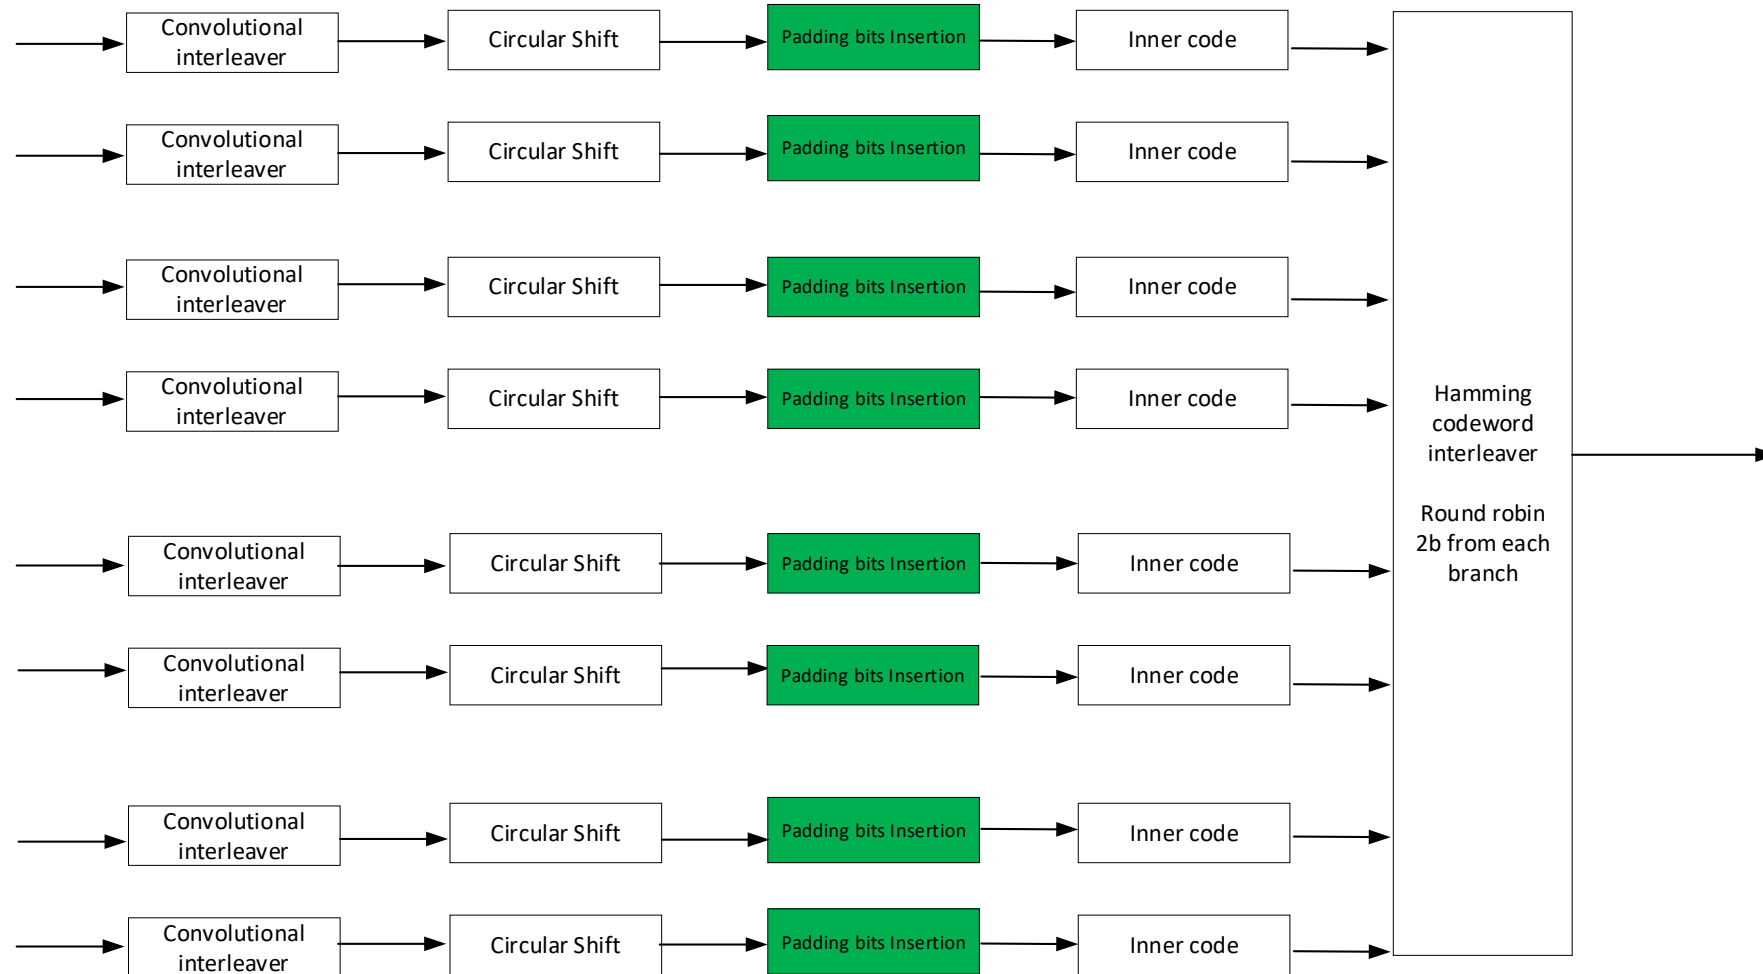 Convolutional
interleaver
Circular Shift
Padding bits Insertion
Inner code
Convolutional
interleaver
Circular Shift
Padding bits Insertion
Inner code
Convolutional
interleaver
Circular Shift
Padding bits Insertion
Inner code
Convolutional
interleaver
Circular Shift
Padding bits Insertion
Inner code
Convolutional
interleaver
Circular Shift
Padding bits Insertion
Inner code
Convolutional
interleaver
Circular Shift
Padding bits Insertion
Inner code
Convolutional
interleaver
Circular Shift
Padding bits Insertion
Inner code
Convolutional
interleaver
Circular Shift
Padding bits Insertion
Inner code
Hamming
codeword
interleaver
Round robin
2b from each
branch